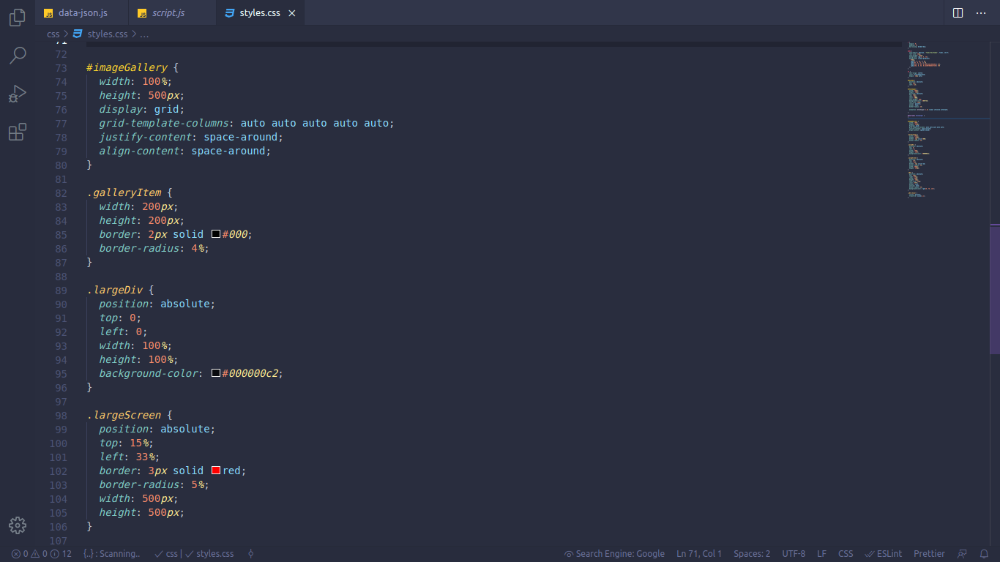 JS data-json.js JS script.js styles.css ×
css > styles.css > ...
71
72
73 #imageGallery {
74 width: 100%;
75 height: 500px;
76 display: grid;
77 grid-template-columns: auto auto auto auto auto;
78 justify-content: space-around;
79 align-content: space-around;
80 }
81
82 .galleryItem {
83 width: 200px;
84 height: 200px;
85 border: 2px solid #000;
86 border-radius: 4%;
87 }
88
89 .largeDiv {
90 position: absolute;
91 top: 0;
92 left: 0;
93 width: 100%;
94 height: 100%;
95 background-color: #000000c2;
96 }
97
98 .largeScreen {
99 position: absolute;
100 top: 15%;
101 left: 33%;
102 border: 3px solid red;
103 border-radius: 5%;
104 width: 500px;
105 height: 500px;
106 }
107
0 0 12 {..} : Scanning.. ✓ css | ✓ styles.css Search Engine: Google Ln 71, Col 1 Spaces: 2 UTF-8 LF CSS ESLint Prettier